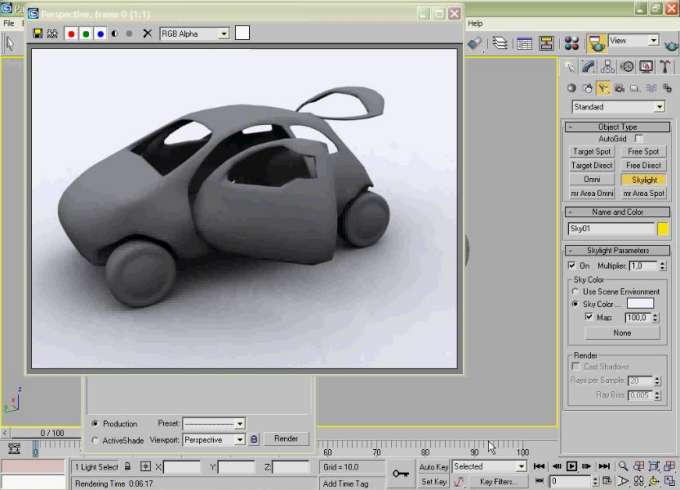 Perspective, frame 0 (1:1)
File
Help
RGB Alpha
View
Standard
- Object Type
AutoGrid
Target Spot Free Spot
Target Direct Free Direct
Omni Skylight
mr Area Omni mr Area Spot
- Name and Color
Sky01
- Skylight Parameters
On Multiplier: 1,0
Sky Color
Use Scene Environment
Sky Color...
Map: 100,0
None
Render
Cast Shadows
Rays per Sample: 20
Ray Bias: 0,005
Production Preset: --------------
ActiveShade Viewport: Perspective Render
z
0 / 100
0 60 70 80 90 100
1 Light Select X: Y: Z: Grid = 10,0 Auto Key Selected
Rendering Time 0:06:17 Add Time Tag Set Key Key Filters... 0